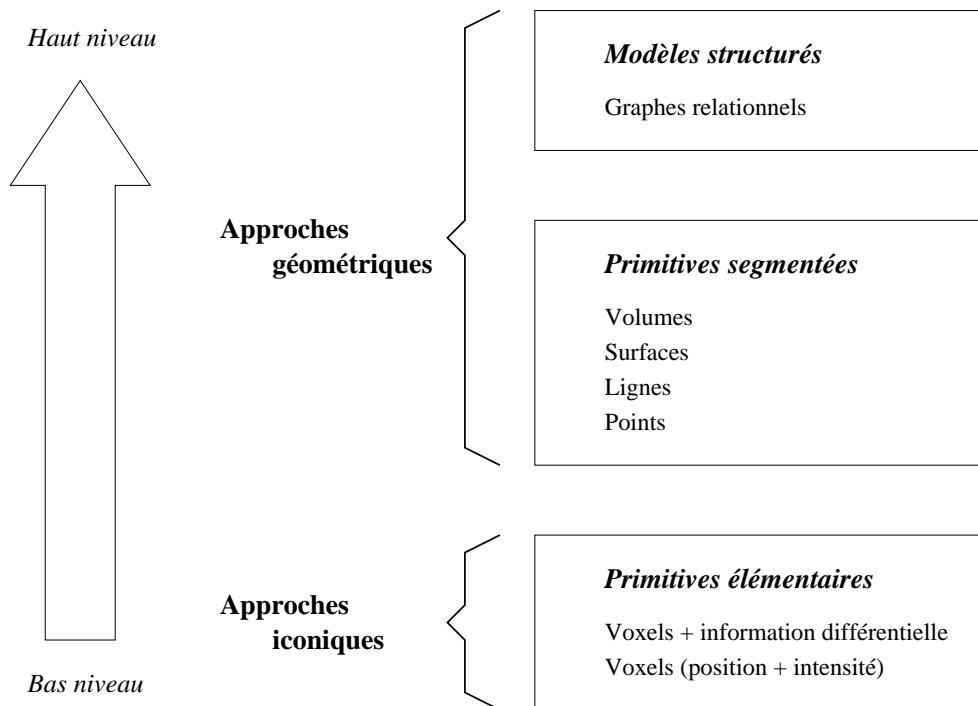 Haut niveau
Modèles structurés
Graphes relationnels
Approches
géométriques
Primitives segmentées
Volumes
Surfaces
Lignes
Points
Approches
iconiques
Primitives élémentaires
Voxels + information différentielle
Voxels (position + intensité)
Bas niveau